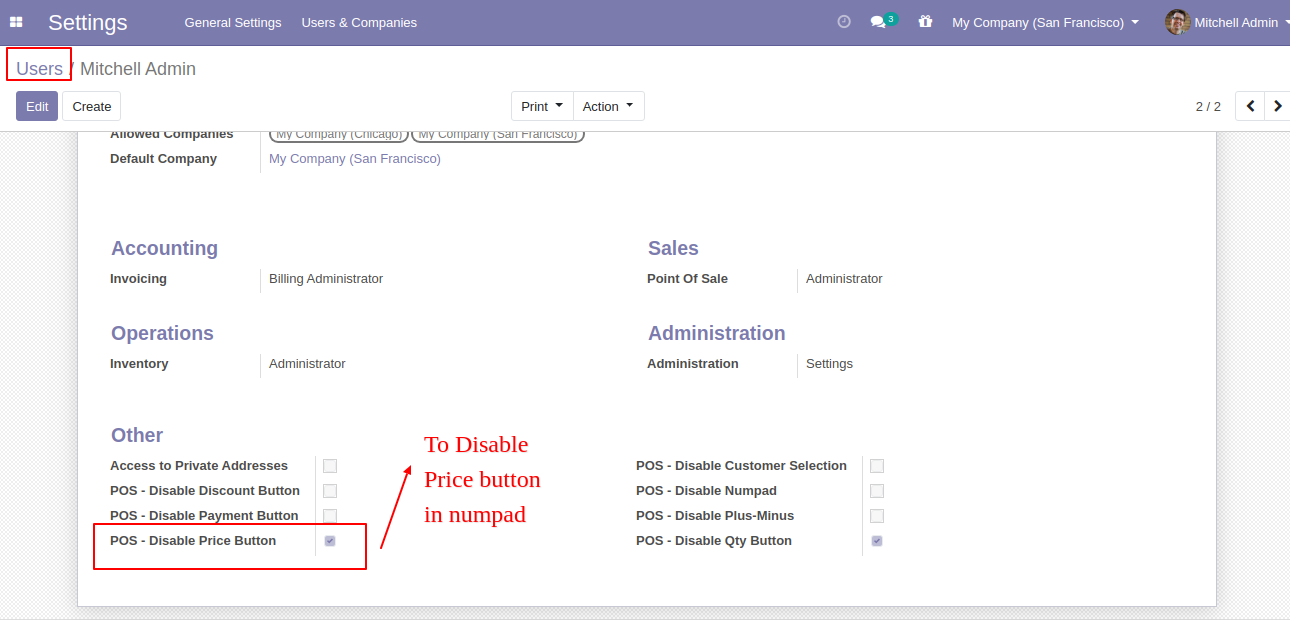 Settings General Settings Users & Companies 3 My Company (San Francisco) Mitchell Admin
Users / Mitchell Admin
Edit Create Print Action 2 / 2
Allowed Companies My Company (Chicago) My Company (San Francisco)
Default Company My Company (San Francisco)
Accounting Sales
Invoicing Billing Administrator Point Of Sale Administrator
Operations Administration
Inventory Administrator Administration Settings
Other
To Disable
Access to Private Addresses POS - Disable Customer Selection
Price button
POS - Disable Discount Button POS - Disable Numpad
in numpad
POS - Disable Payment Button POS - Disable Plus-Minus
POS - Disable Price Button POS - Disable Qty Button